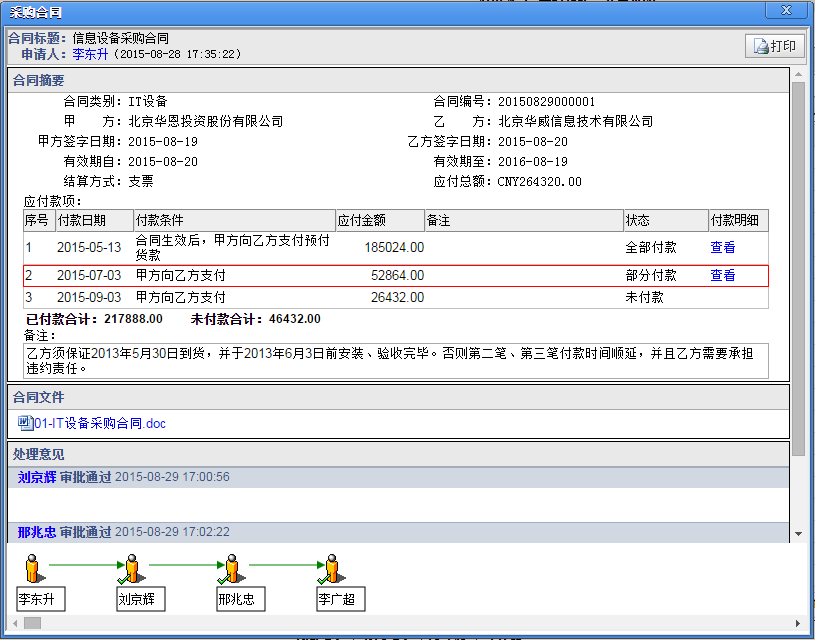 采购合同
合同标题：信息设备采购合同
申请人：李东升（2015-08-28 17:35:22）
打印
合同摘要
合同类别：IT设备 合同编号：20150829000001
甲 方：北京华恩投资股份有限公司 乙 方：北京华威信息技术有限公司
甲方签字日期：2015-08-19 乙方签字日期：2015-08-20
有效期自：2015-08-20 有效期至：2016-08-19
结算方式：支票 应付总额：CNY264320.00
应付款项：
序号 付款日期 付款条件 应付金额 备注 状态 付款明细
1 2015-05-13 合同生效后，甲方向乙方支付预付 185024.00 全部付款 查看
货款
2 2015-07-03 甲方向乙方支付 52864.00 部分付款 查看
3 2015-09-03 甲方向乙方支付 26432.00 未付款
已付款合计：217888.00 未付款合计：46432.00
备注：
乙方须保证2013年5月30日到货，并于2013年6月3日前安装、验收完毕。否则第二笔、第三笔付款时间顺延，并且乙方需要承担
违约责任。
合同文件
01-IT设备采购合同.doc
处理意见
刘京辉 审批通过 2015-08-29 17:00:56
邢兆忠 审批通过 2015-08-29 17:02:22
李东升 刘京辉 邢兆忠 李广超